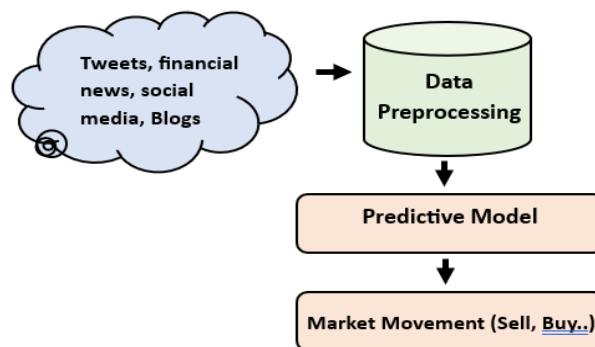 Tweets, financial
news, social
media, Blogs
Data
Preprocessing
Predictive Model
Market Movement (Sell, Buy..)